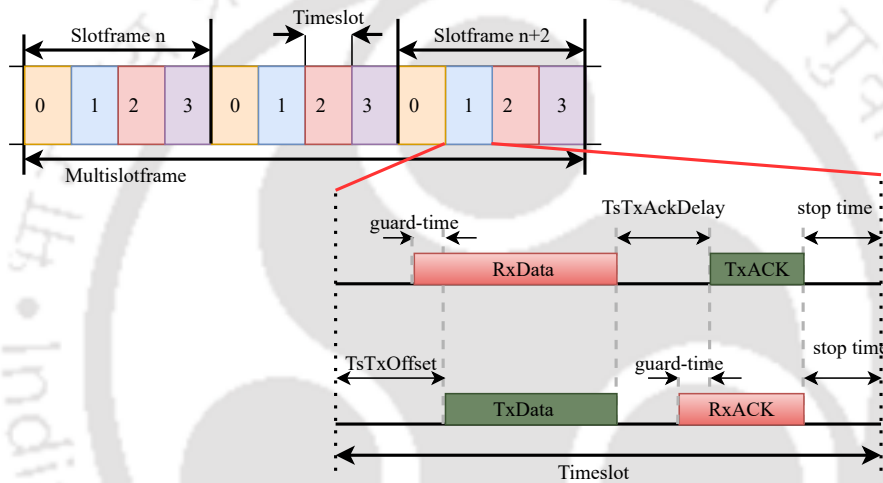 Timeslot
Slotframe n
Slotframe n+2
0 1 2 3 0 1 2 3 0 1 2 3
Multislotframe
TsTxAckDelay
stop time
guard-time
RxData
TxACK
TsTxOffset
guard-time
stop time
TxData
RxACK
Timeslot